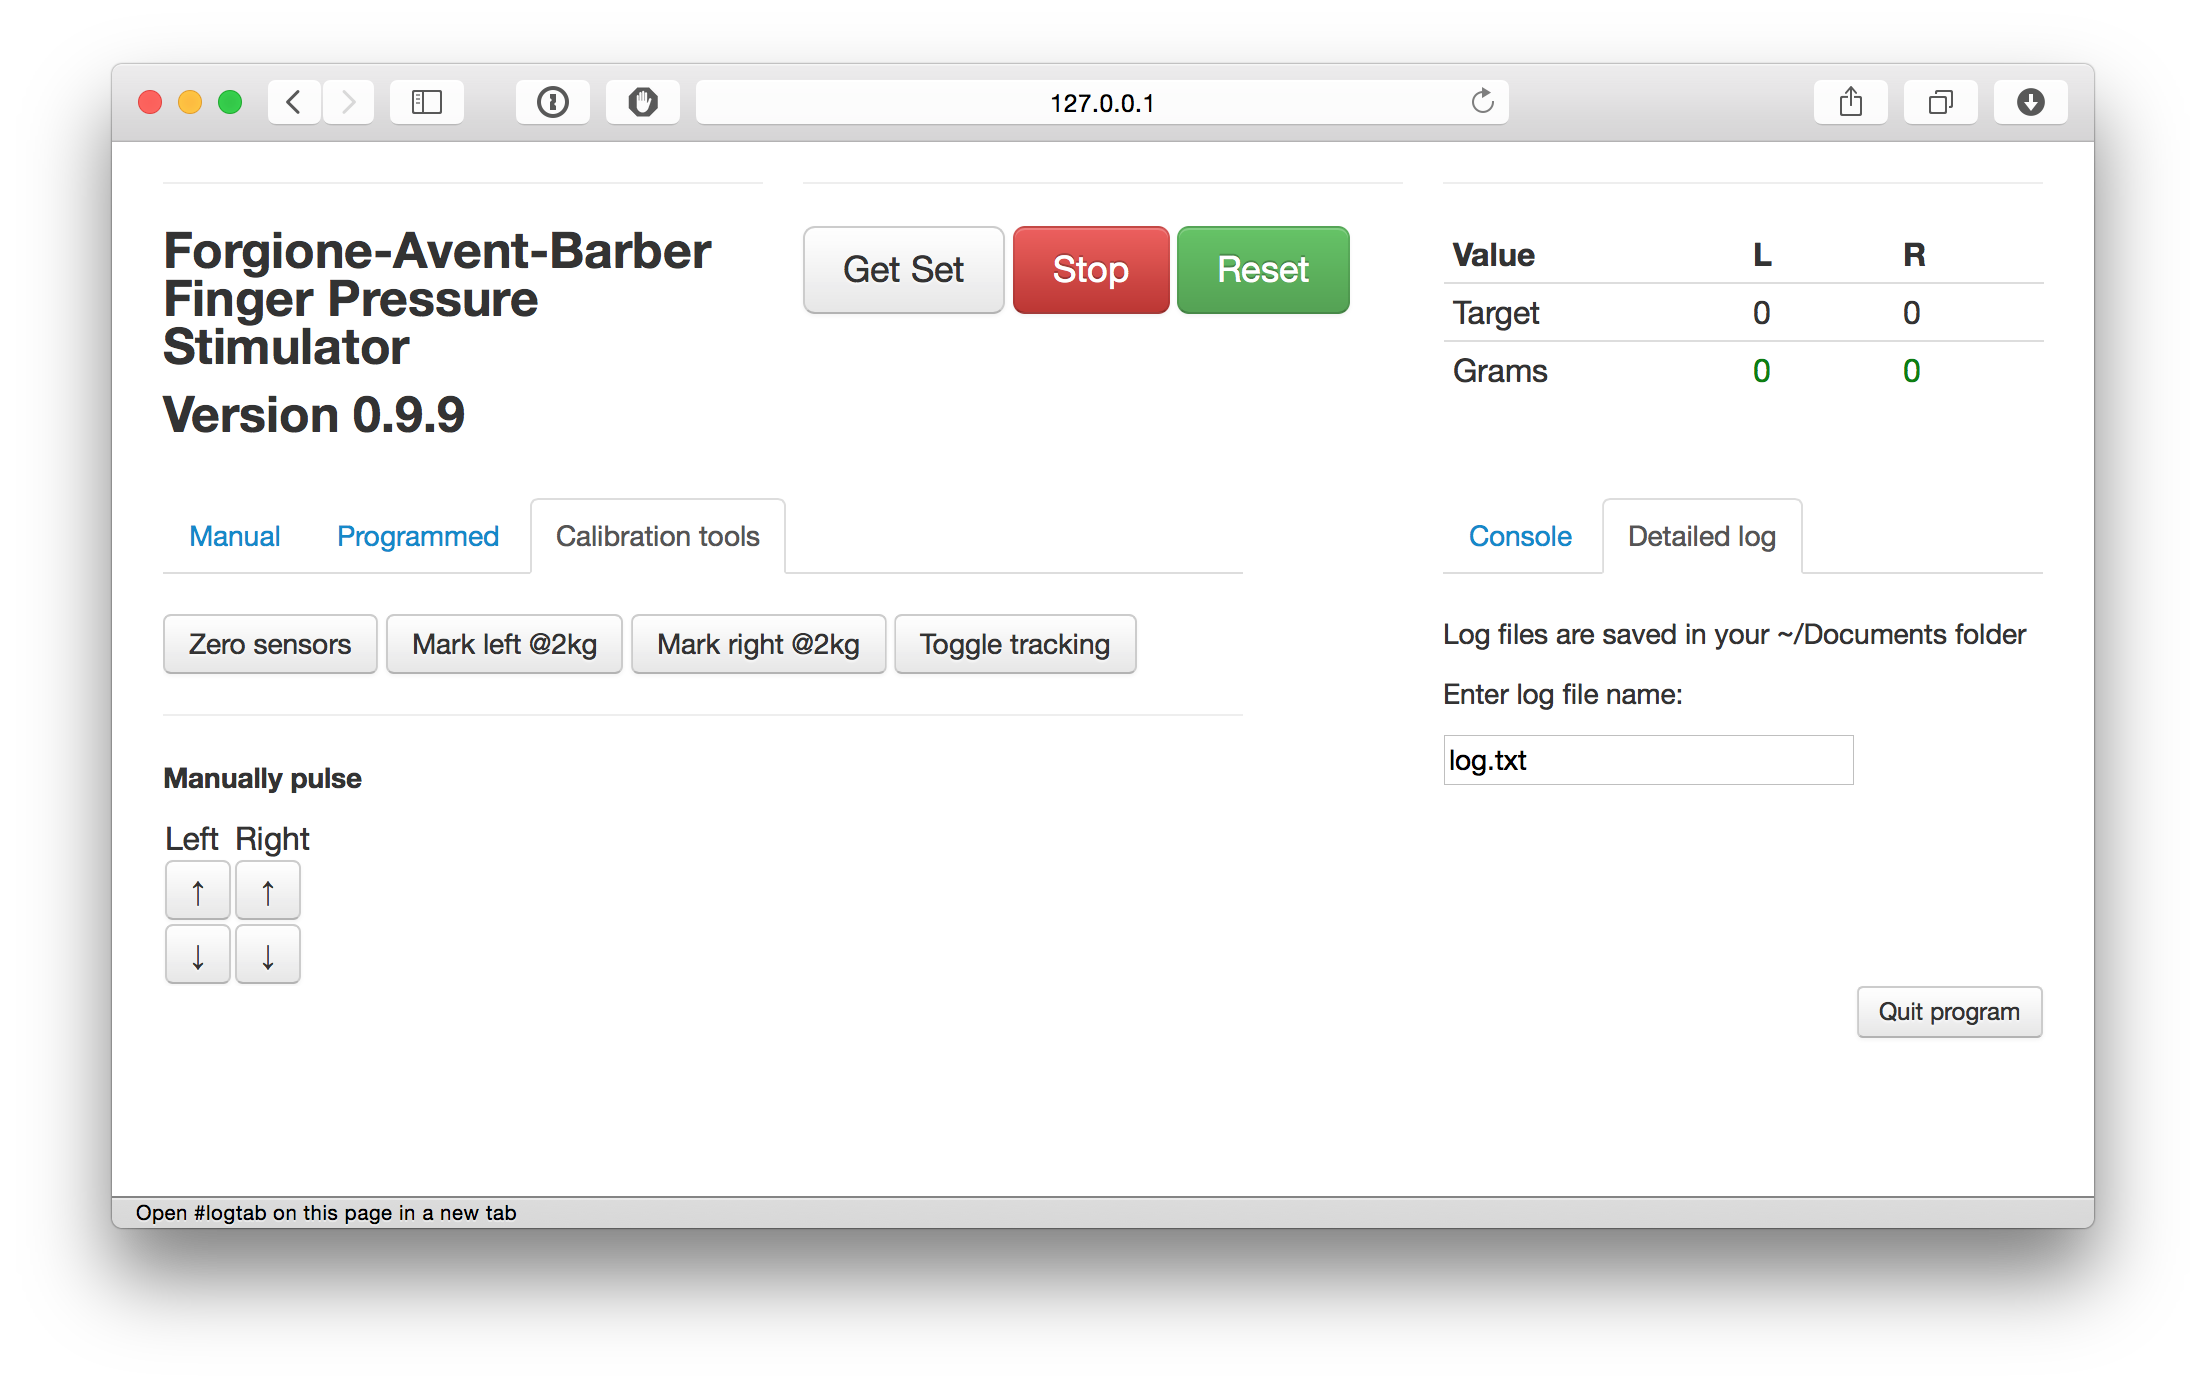 127.0.0.1
Forgione-Avent-Barber
Finger Pressure
Stimulator
Version 0.9.9
Get Set Stop Reset
Value L R
Target 0 0
Grams 0 0
Manual Programmed Calibration tools
Zero sensors Mark left @2kg Mark right @2kg Toggle tracking
Manually pulse
Left Right
↑ ↑
↓ ↓
Console Detailed log
Log files are saved in your ~/Documents folder
Enter log file name:
log.txt
Quit program
Open #logtab on this page in a new tab